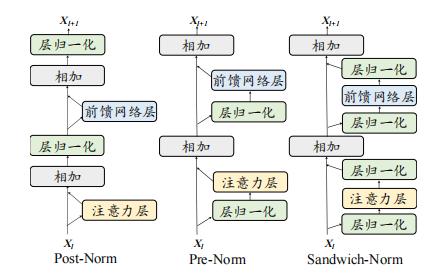 X_{l+1}
层归一化
相加
前馈网络层
层归一化
相加
注意力层
X_l
Post-Norm
X_{l+1}
相加
前馈网络层
层归一化
相加
注意力层
层归一化
X_l
Pre-Norm
X_{l+1}
相加
层归一化
前馈网络层
层归一化
相加
层归一化
注意力层
层归一化
X_l
Sandwich-Norm